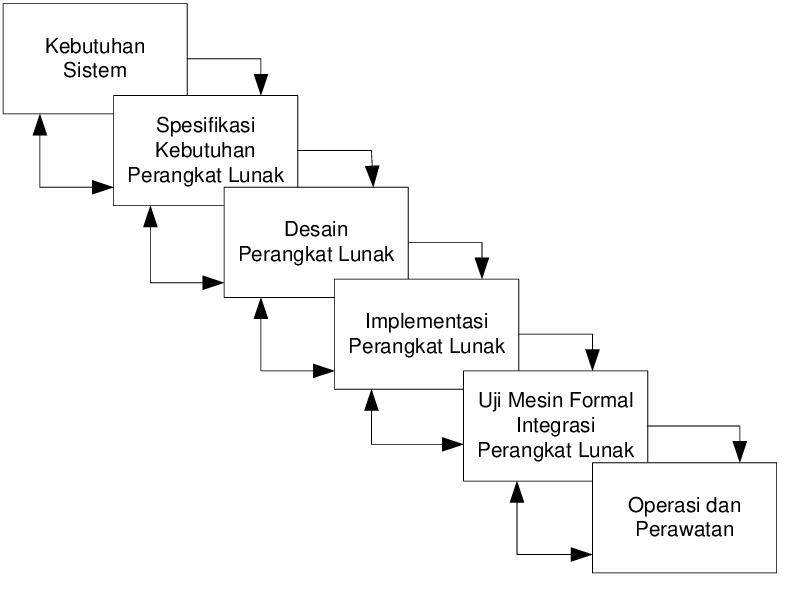 Kebutuhan
Sistem
Spesifikasi
Kebutuhan
Perangkat Lunak
Desain
Perangkat Lunak
Implementasi
Perangkat Lunak
Uji Mesin Formal
Integrasi
Perangkat Lunak
Operasi dan
Perawatan